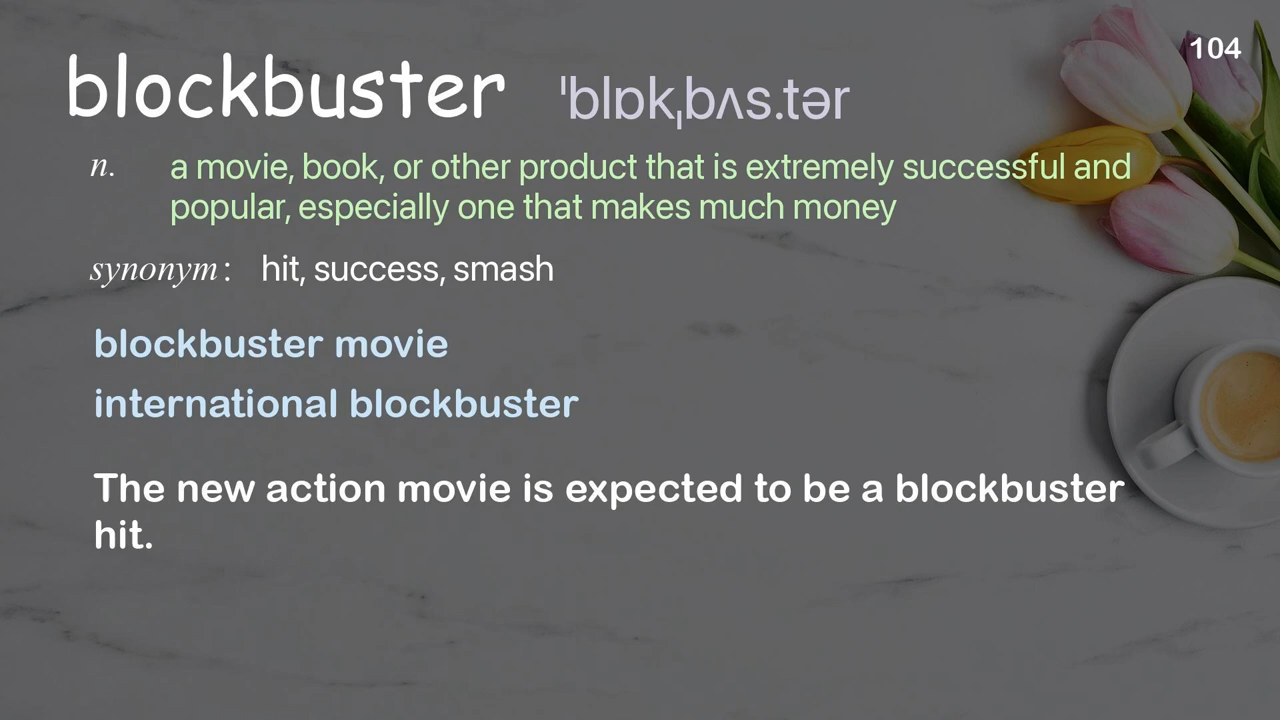 104
blockbuster ˈblɒkˌbʌs.tər
n. a movie, book, or other product that is extremely successful and
popular, especially one that makes much money
synonym: hit, success, smash
blockbuster movie
international blockbuster
The new action movie is expected to be a blockbuster
hit.